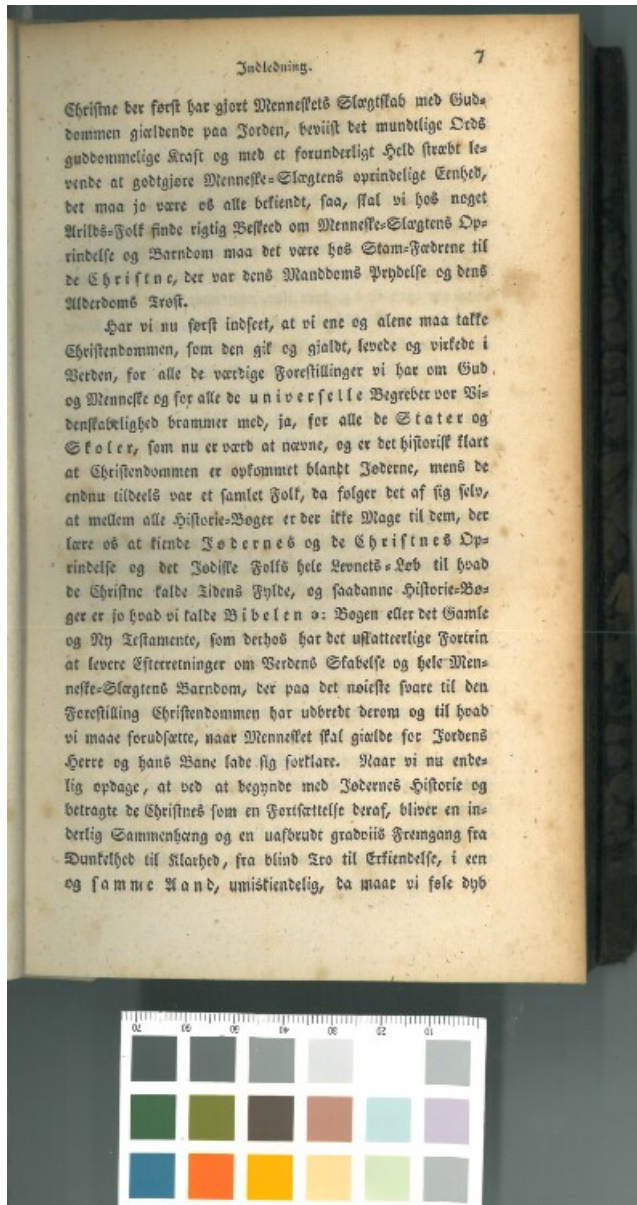 Indledning.
7
Christne der først har gjort Menneskets Slægtskab med Gud-
dommen giældende paa Jorden, beviist det mundtlige Ords
guddommelige Kraft og med et forunderligt Held stræbt le-
vende at godtgjøre Menneske-Slægtens oprindelige Eenhed,
det maa jo være os alle bekiendt, saa, skal vi hos noget
Arilds-Folk finde rigtig Beskeed om Menneske-Slægtens Op-
rindelse og Barndom maa det være hos Stam-Fædrene til
de Christne, der var dens Manddoms Prydelse og dens
Alderdoms Trøst.
Har vi nu først indseet, at vi ene og alene maa takke
Christendommen, som den gik og gjaldt, levede og virkede i
Verden, for alle de værdige Forestillinger vi har om Gud
og Menneske og for alle de universelle Begreber vor Vi-
denskabelighed brammer med, ja, for alle de Stater og
Skoler, som nu er værd at nævne, og er det historisk klart
at Christendommen er opkommet blandt Jøderne, mens de
endnu tildeels var et samlet Folk, da følger det af sig selv,
at mellem alle Historie-Bøger er der ikke Mage til dem, der
lære os at kiende Jødernes og de Christnes Op-
rindelse og det Jødiske Folks hele Levnets-Løb til hvad
de Christne kalde Tidens Fylde, og saadanne Historie-Bø-
ger er jo hvad vi kalde Bibelen ɔ: Bogen eller det Gamle
og Ny Testamente, som derhos har det uskatteerlige Fortrin
at levere Efterretninger om Verdens Skabelse og hele Men-
neske-Slægtens Barndom, der paa det nøieste svare til den
Forestilling Christendommen har udbredt derom og til hvad
vi maae forudsætte, naar Mennesket skal giælde for Jordens
Herre og hans Bane lade sig forklare. Naar vi nu ende-
lig opdage, at ved at begynde med Jødernes Historie og
betragte de Christnes som en Fortsættelse deraf, bliver en in-
derlig Sammenhæng og en uafbrudt gradviis Fremgang fra
Dunkelhed til Klarhed, fra blind Tro til Erkiendelse, i een
og samme Aand, umiskiendelig, da maae vi føle dyb
70 60 50 40 30 20 10